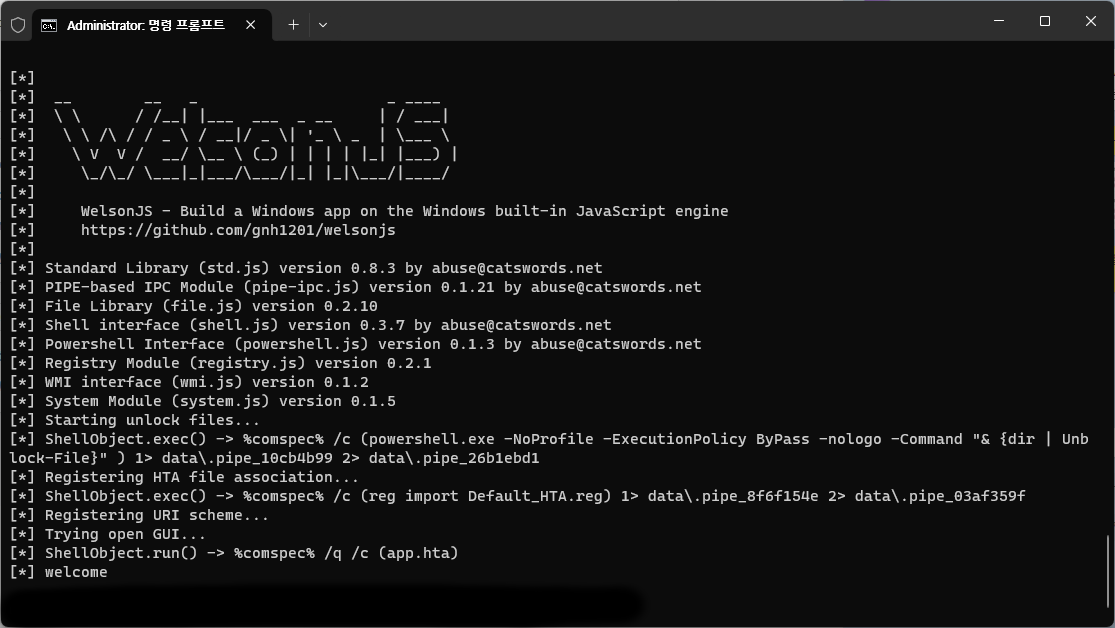 Administrator: 명령 프롬프트
[*]
[*]  __        __   _                      _ ____
[*]  \ \      / /__| |___  ___  _ __     | / ___|
[*]   \ \ /\ / / _ \ / __|/ _ \| '_ \ _  | \___ \
[*]    \ V  V /  __/ \__ \ (_) | | | | |_| |___) |
[*]     \_/\_/ \___|_|___/\___/|_| |_|\___/|____/
[*]
[*]     WelsonJS - Build a Windows app on the Windows built-in JavaScript engine
[*]     https://github.com/gnh1201/welsonjs
[*]
[*] Standard Library (std.js) version 0.8.3 by abuse@catswords.net
[*] PIPE-based IPC Module (pipe-ipc.js) version 0.1.21 by abuse@catswords.net
[*] File Library (file.js) version 0.2.10
[*] Shell interface (shell.js) version 0.3.7 by abuse@catswords.net
[*] Powershell Interface (powershell.js) version 0.1.3 by abuse@catswords.net
[*] Registry Module (registry.js) version 0.2.1
[*] WMI interface (wmi.js) version 0.1.2
[*] System Module (system.js) version 0.1.5
[*] Starting unlock files...
[*] ShellObject.exec() -> %comspec% /c (powershell.exe -NoProfile -ExecutionPolicy ByPass -nologo -Command "& {dir | Unb
lock-File}" ) 1> data\.pipe_10cb4b99 2> data\.pipe_26b1ebd1
[*] Registering HTA file association...
[*] ShellObject.exec() -> %comspec% /c (reg import Default_HTA.reg) 1> data\.pipe_8f6f154e 2> data\.pipe_03af359f
[*] Registering URI scheme...
[*] Trying open GUI...
[*] ShellObject.run() -> %comspec% /q /c (app.hta)
[*] welcome